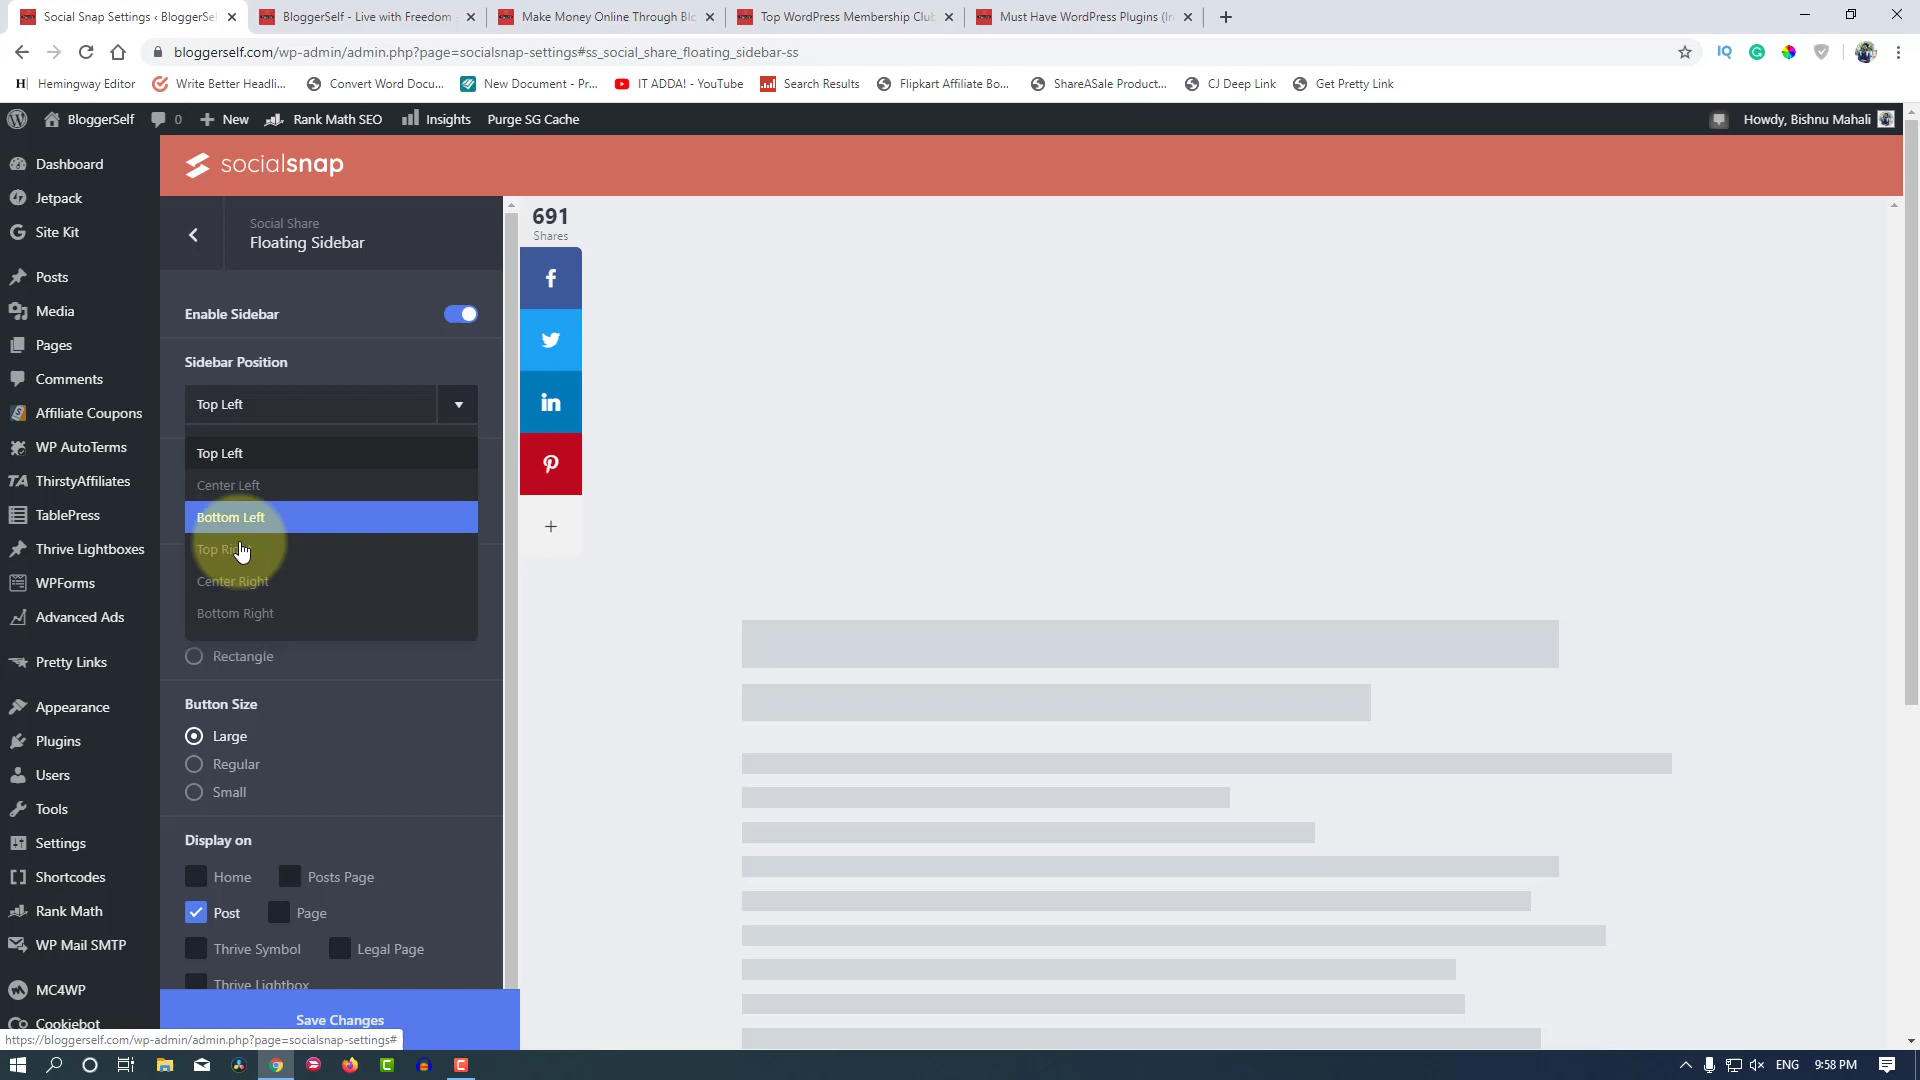 Social Snap Settings ‹ BloggerSel
BloggerSelf - Live with Freedom
Make Money Online Through Blo
Top WordPress Membership Club
Must Have WordPress Plugins (In
bloggerself.com/wp-admin/admin.php?page=socialsnap-settings#ss_social_share_floating_sidebar-ss
Hemingway Editor
Write Better Headli...
Convert Word Docu...
New Document - Pr...
IT ADDA! - YouTube
Search Results
Flipkart Affiliate Bo...
ShareASale Product...
CJ Deep Link
Get Pretty Link
BloggerSelf
0
New
Rank Math SEO
Insights
Purge SG Cache
Howdy, Bishnu Mahali
Dashboard
Jetpack
Site Kit
Posts
Media
Pages
Comments
Affiliate Coupons
WP AutoTerms
ThirstyAffiliates
TablePress
Thrive Lightboxes
WPForms
Advanced Ads
Pretty Links
Appearance
Plugins
Users
Tools
Settings
Shortcodes
Rank Math
WP Mail SMTP
MC4WP
Cookiebot
socialsnap
Social Share
Floating Sidebar
Enable Sidebar
Sidebar Position
Top Left
Top Left
Center Left
Bottom Left
Top Right
Center Right
Bottom Right
Rectangle
Button Size
Large
Regular
Small
Display on
Home
Posts Page
Post
Page
Thrive Symbol
Legal Page
Thrive Lightbox
Save Changes
691
Shares
https://bloggerself.com/wp-admin/admin.php?page=socialsnap-settings#
ENG
9:58 PM